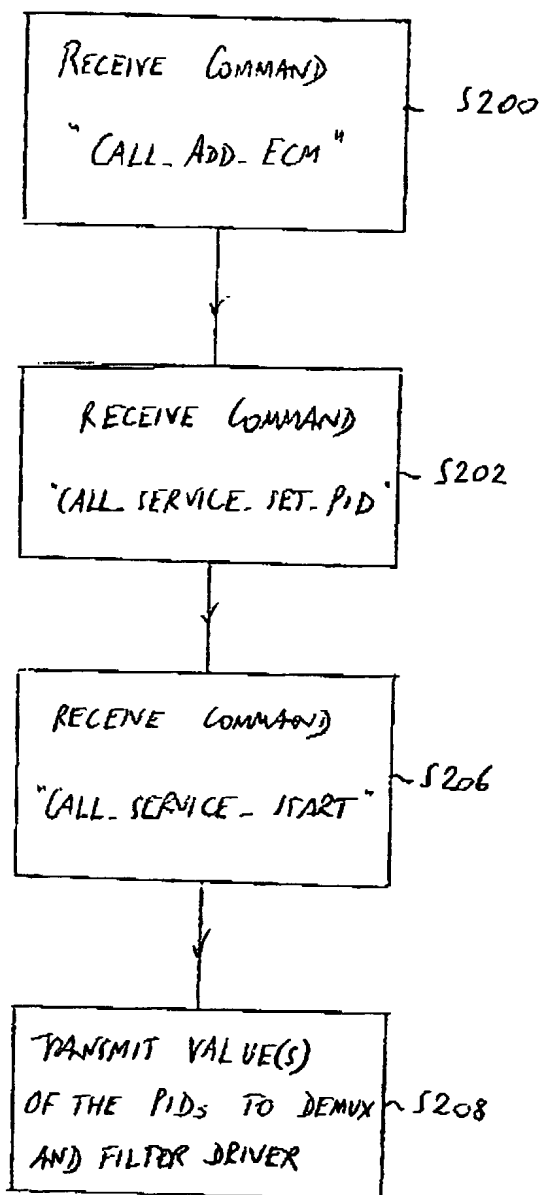 RECEIVE COMMAND
"CALL_ADD_ECM"
S200
RECEIVE COMMAND
"CALL_SERVICE_SET_PID"
S202
RECEIVE COMMAND
"CALL_SERVICE_START"
S206
TRANSMIT VALUE(S)
OF THE PIDs TO DEMUX
AND FILTER DRIVER
S208